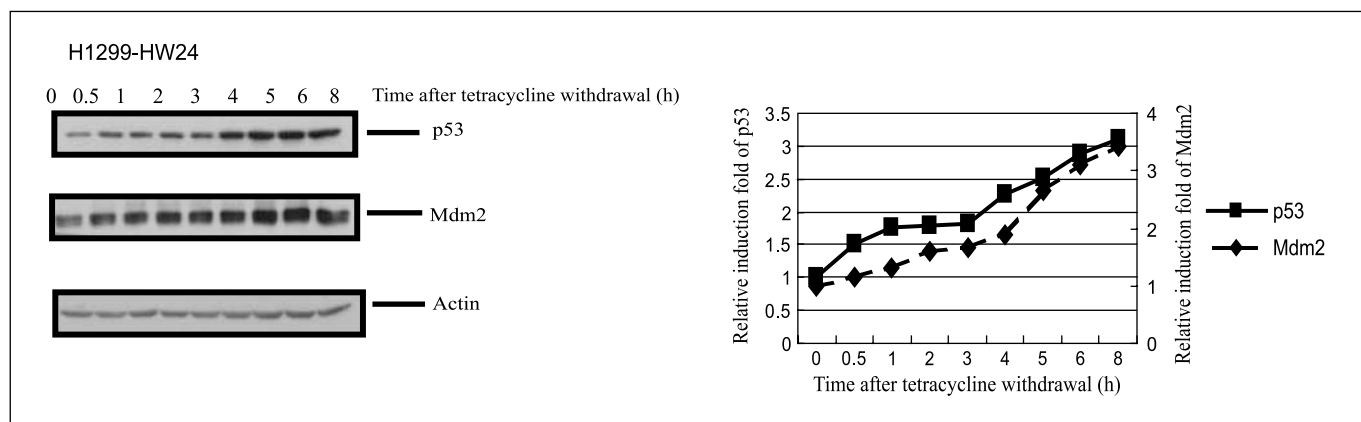 H1299-HW24
0 0.5 1 2 3 4 5 6 8 Time after tetracycline withdrawal (h)
p53
Mdm2
Actin
Relative induction fold of p53
3.5
3
2.5
2
1.5
1
0.5
0
4
3
2
1
0
Relative induction fold of Mdm2
0 0.5 1 2 3 4 5 6 8
Time after tetracycline withdrawal (h)
p53
Mdm2